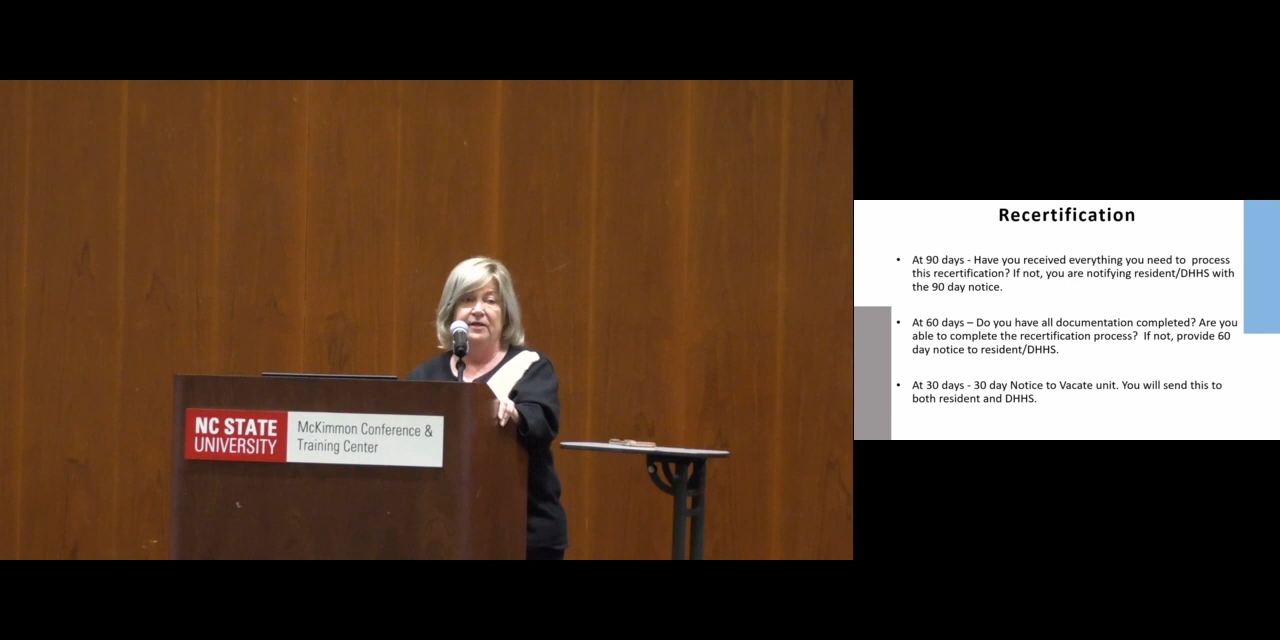 NC STATE
UNIVERSITY
McKimmon Conference &
Training Center
Recertification
• At 90 days - Have you received everything you need to process
this recertification? If not, you are notifying resident/DHHS with
the 90 day notice.
• At 60 days – Do you have all documentation completed? Are you
able to complete the recertification process? If not, provide 60
day notice to resident/DHHS.
• At 30 days - 30 day Notice to Vacate unit. You will send this to
both resident and DHHS.